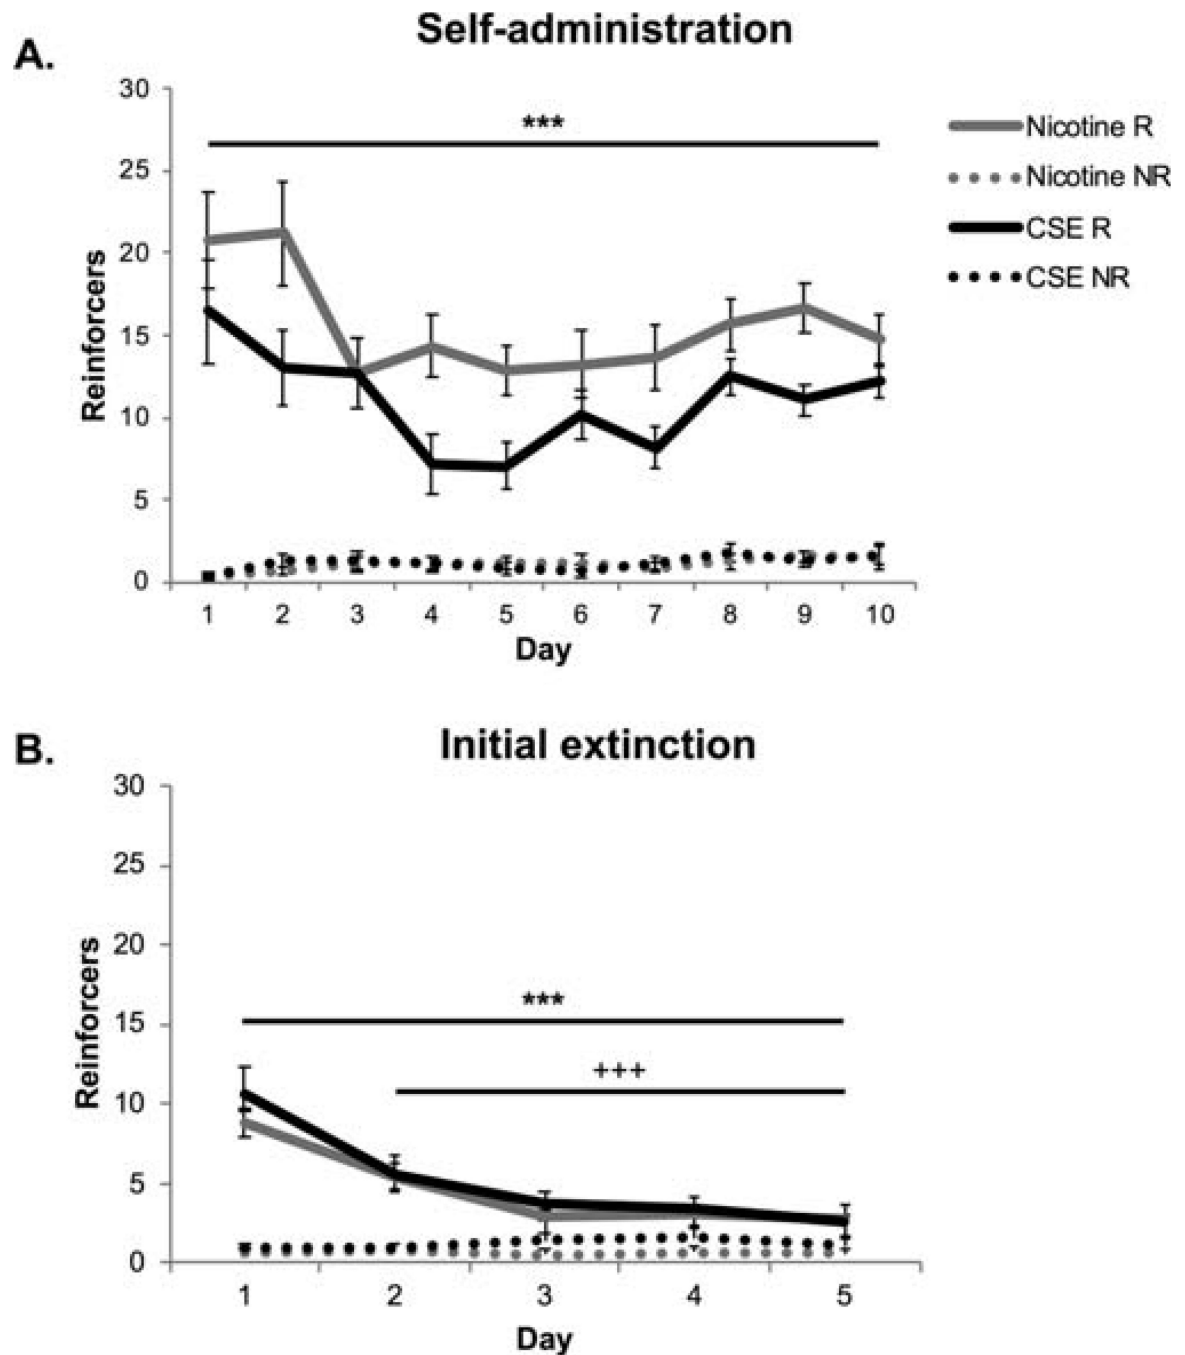 Self-administration
A.
30
25
20
15
10
5
0
Reinforcers
***
Nicotine R
Nicotine NR
CSE R
CSE NR
1 2 3 4 5 6 7 8 9 10
Day
B.
Initial extinction
30
25
20
15
10
5
0
Reinforcers
***
+++
1 2 3 4 5
Day